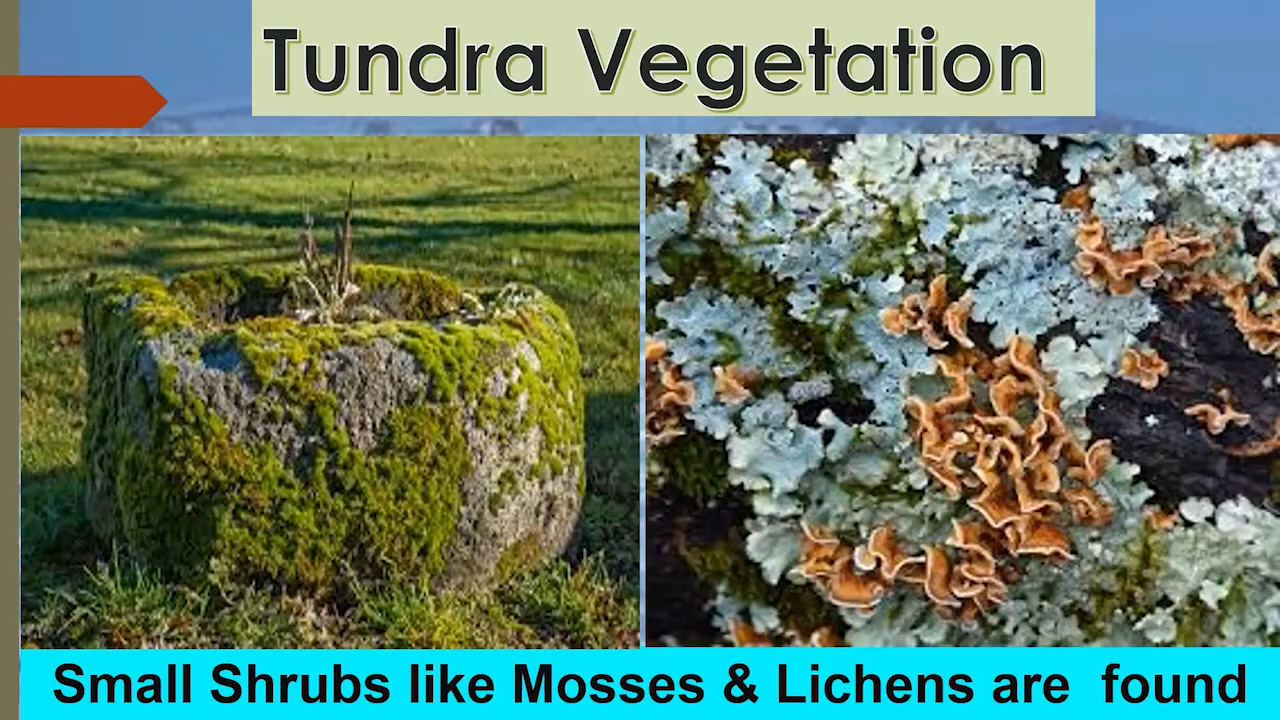 Tundra Vegetation
Small Shrubs like Mosses & Lichens are found